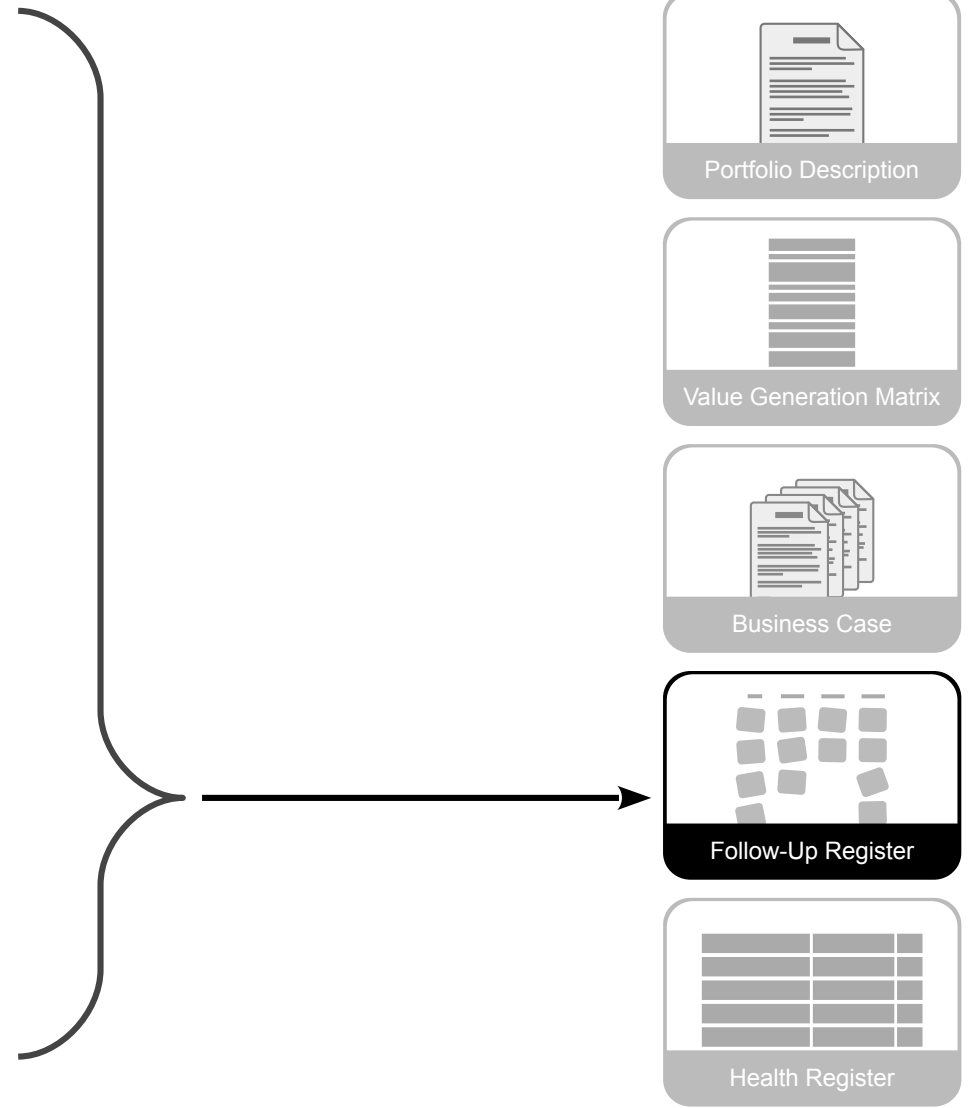 Portfolio Description
Value Generation Matrix
Business Case
Follow-Up Register
Health Register